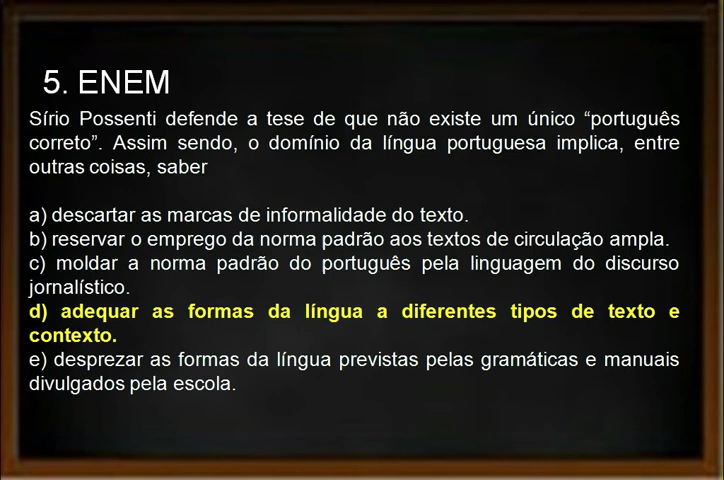 5. ENEM
Sírio Possenti defende a tese de que não existe um único “português
correto”. Assim sendo, o domínio da língua portuguesa implica, entre
outras coisas, saber
a) descartar as marcas de informalidade do texto.
b) reservar o emprego da norma padrão aos textos de circulação ampla.
c) moldar a norma padrão do português pela linguagem do discurso
jornalístico.
d) adequar as formas da língua a diferentes tipos de texto e
contexto.
e) desprezar as formas da língua previstas pelas gramáticas e manuais
divulgados pela escola.